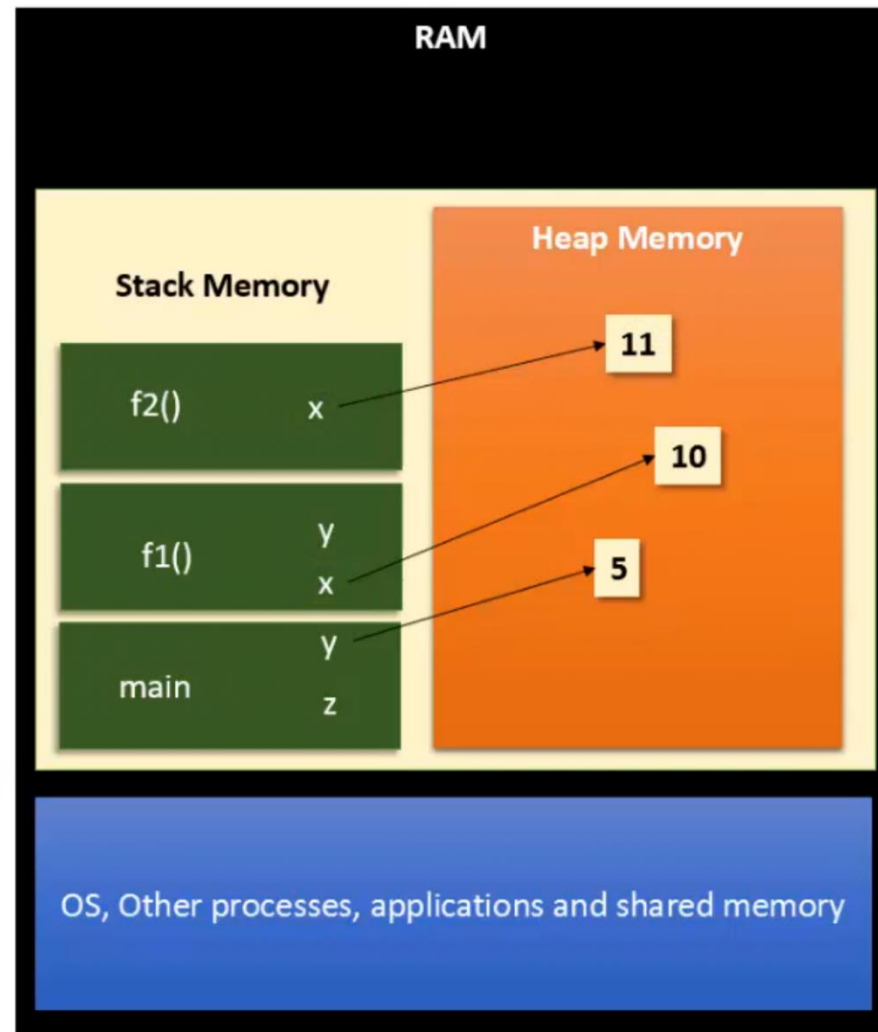 RAM
Stack Memory
Heap Memory
f2()
x
11
f1()
y
x
10
main
y
z
5
OS, Other processes, applications and shared memory